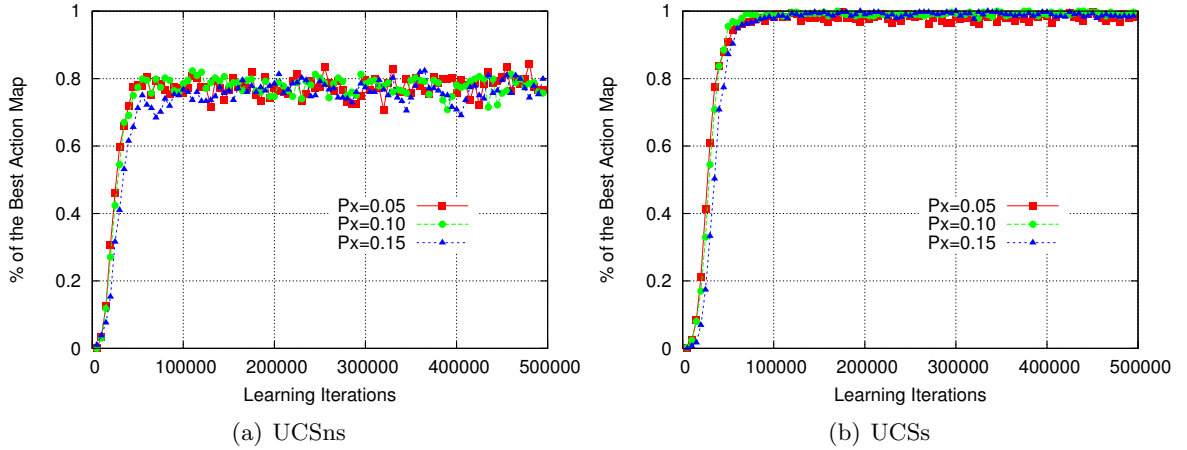 % of the Best Action Map
1
0.8
0.6
0.4
0.2
0
Px=0.05
Px=0.10
Px=0.15
0
100000
200000
300000
400000
500000
Learning Iterations
(a) UCSns
% of the Best Action Map
1
0.8
0.6
0.4
0.2
0
Px=0.05
Px=0.10
Px=0.15
0
100000
200000
300000
400000
500000
Learning Iterations
(b) UCSs